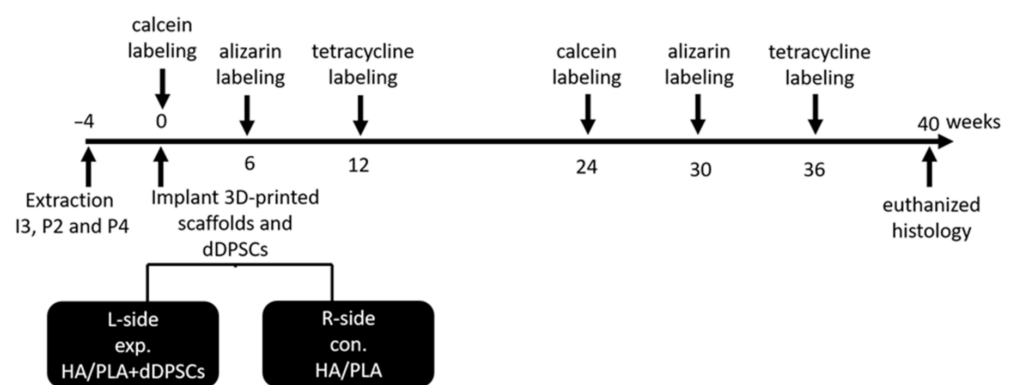 calcein
labeling
alizarin
labeling
tetracycline
labeling
calcein
labeling
alizarin
labeling
tetracycline
labeling
–4
0
40 weeks
6
12
24
30
36
Extraction
I3, P2 and P4
Implant 3D-printed
scaffolds and
dDPSCs
euthanized
histology
L-side
exp.
HA/PLA+dDPSCs
R-side
con.
HA/PLA